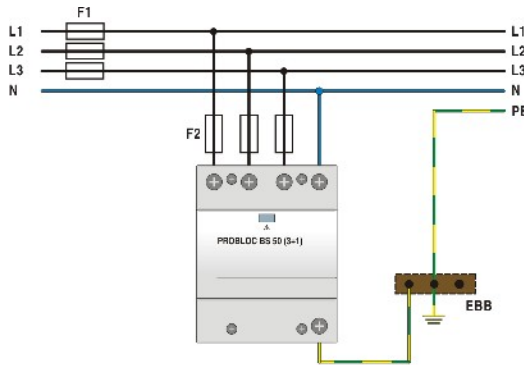 F1
L1 L1
L2 L2
L3 L3
N N
PE
F2
PROBLOC BS 50 (3+1)
EBB